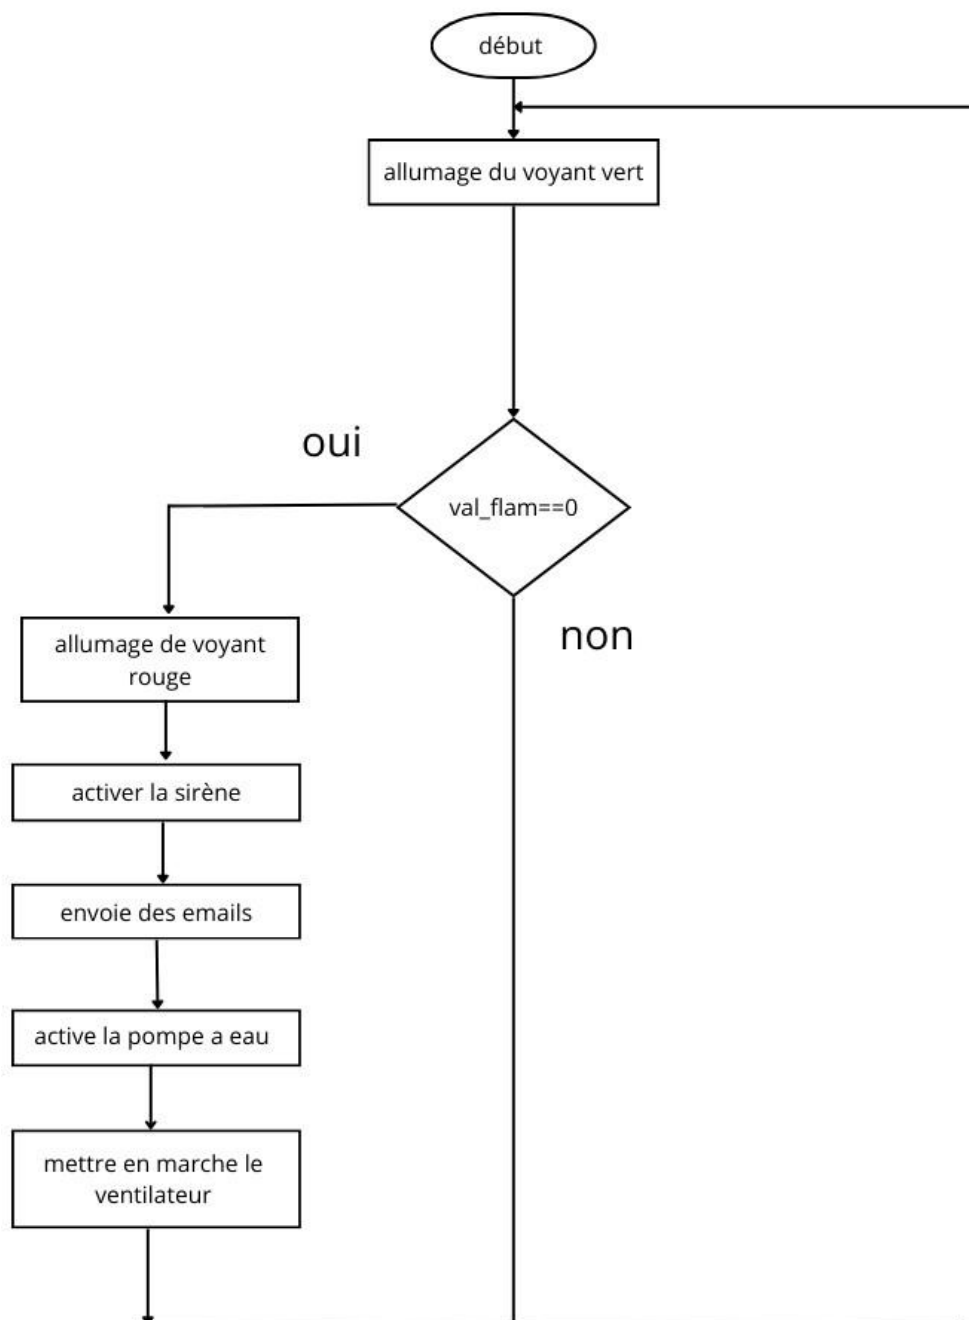 début
allumage du voyant vert
oui
val_flam==0
non
allumage de voyant
rouge
activer la sirène
envoie des emails
active la pompe a eau
mettre en marche le
ventilateur